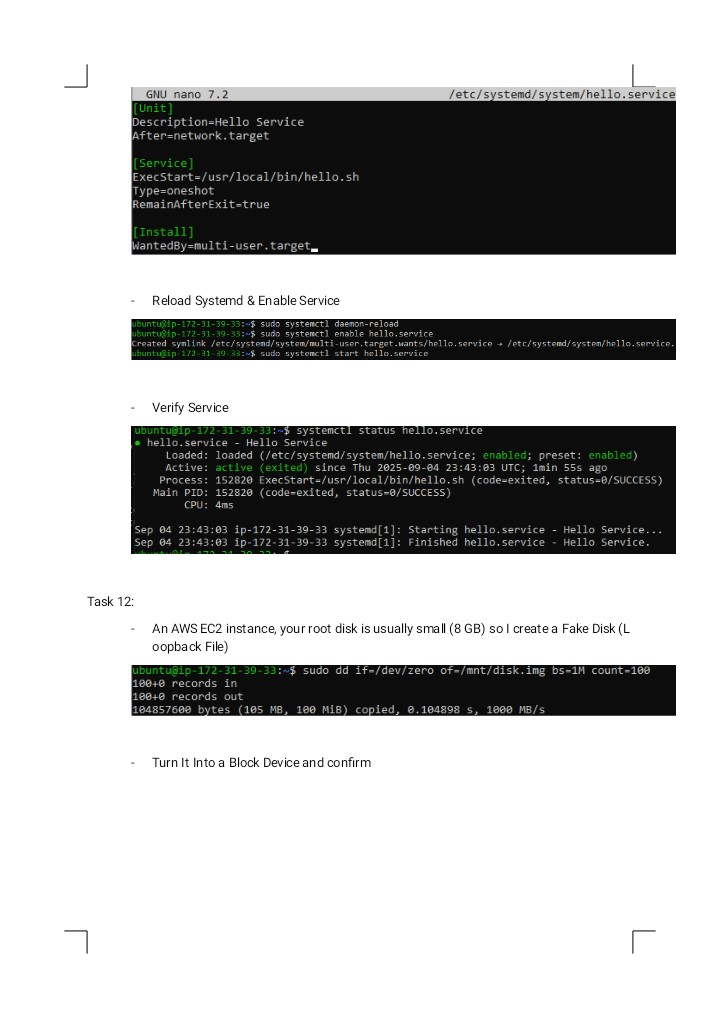 GNU nano 7.2 /etc/systemd/system/hello.service
[Unit]
Description=Hello Service
After=network.target
[Service]
ExecStart=/usr/local/bin/hello.sh
Type=oneshot
RemainAfterExit=true
[Install]
WantedBy=multi-user.target
- Reload Systemd & Enable Service
ubuntu@ip-172-31-39-33:~$ sudo systemctl daemon-reload
ubuntu@ip-172-31-39-33:~$ sudo systemctl enable hello.service
Created symlink /etc/systemd/system/multi-user.target.wants/hello.service → /etc/systemd/system/hello.service.
ubuntu@ip-172-31-39-33:~$ sudo systemctl start hello.service
- Verify Service
ubuntu@ip-172-31-39-33:~$ systemctl status hello.service
● hello.service - Hello Service
Loaded: loaded (/etc/systemd/system/hello.service; enabled; preset: enabled)
Active: active (exited) since Thu 2025-09-04 23:43:03 UTC; 1min 55s ago
Process: 152820 ExecStart=/usr/local/bin/hello.sh (code=exited, status=0/SUCCESS)
Main PID: 152820 (code=exited, status=0/SUCCESS)
CPU: 4ms
Sep 04 23:43:03 ip-172-31-39-33 systemd[1]: Starting hello.service - Hello Service...
Sep 04 23:43:03 ip-172-31-39-33 systemd[1]: Finished hello.service - Hello Service.
Task 12:
- An AWS EC2 instance, your root disk is usually small (8 GB) so I create a Fake Disk (L
oopback File)
ubuntu@ip-172-31-39-33:~$ sudo dd if=/dev/zero of=/mnt/disk.img bs=1M count=100
100+0 records in
100+0 records out
104857600 bytes (105 MB, 100 MiB) copied, 0.104898 s, 1000 MB/s
- Turn It Into a Block Device and confirm